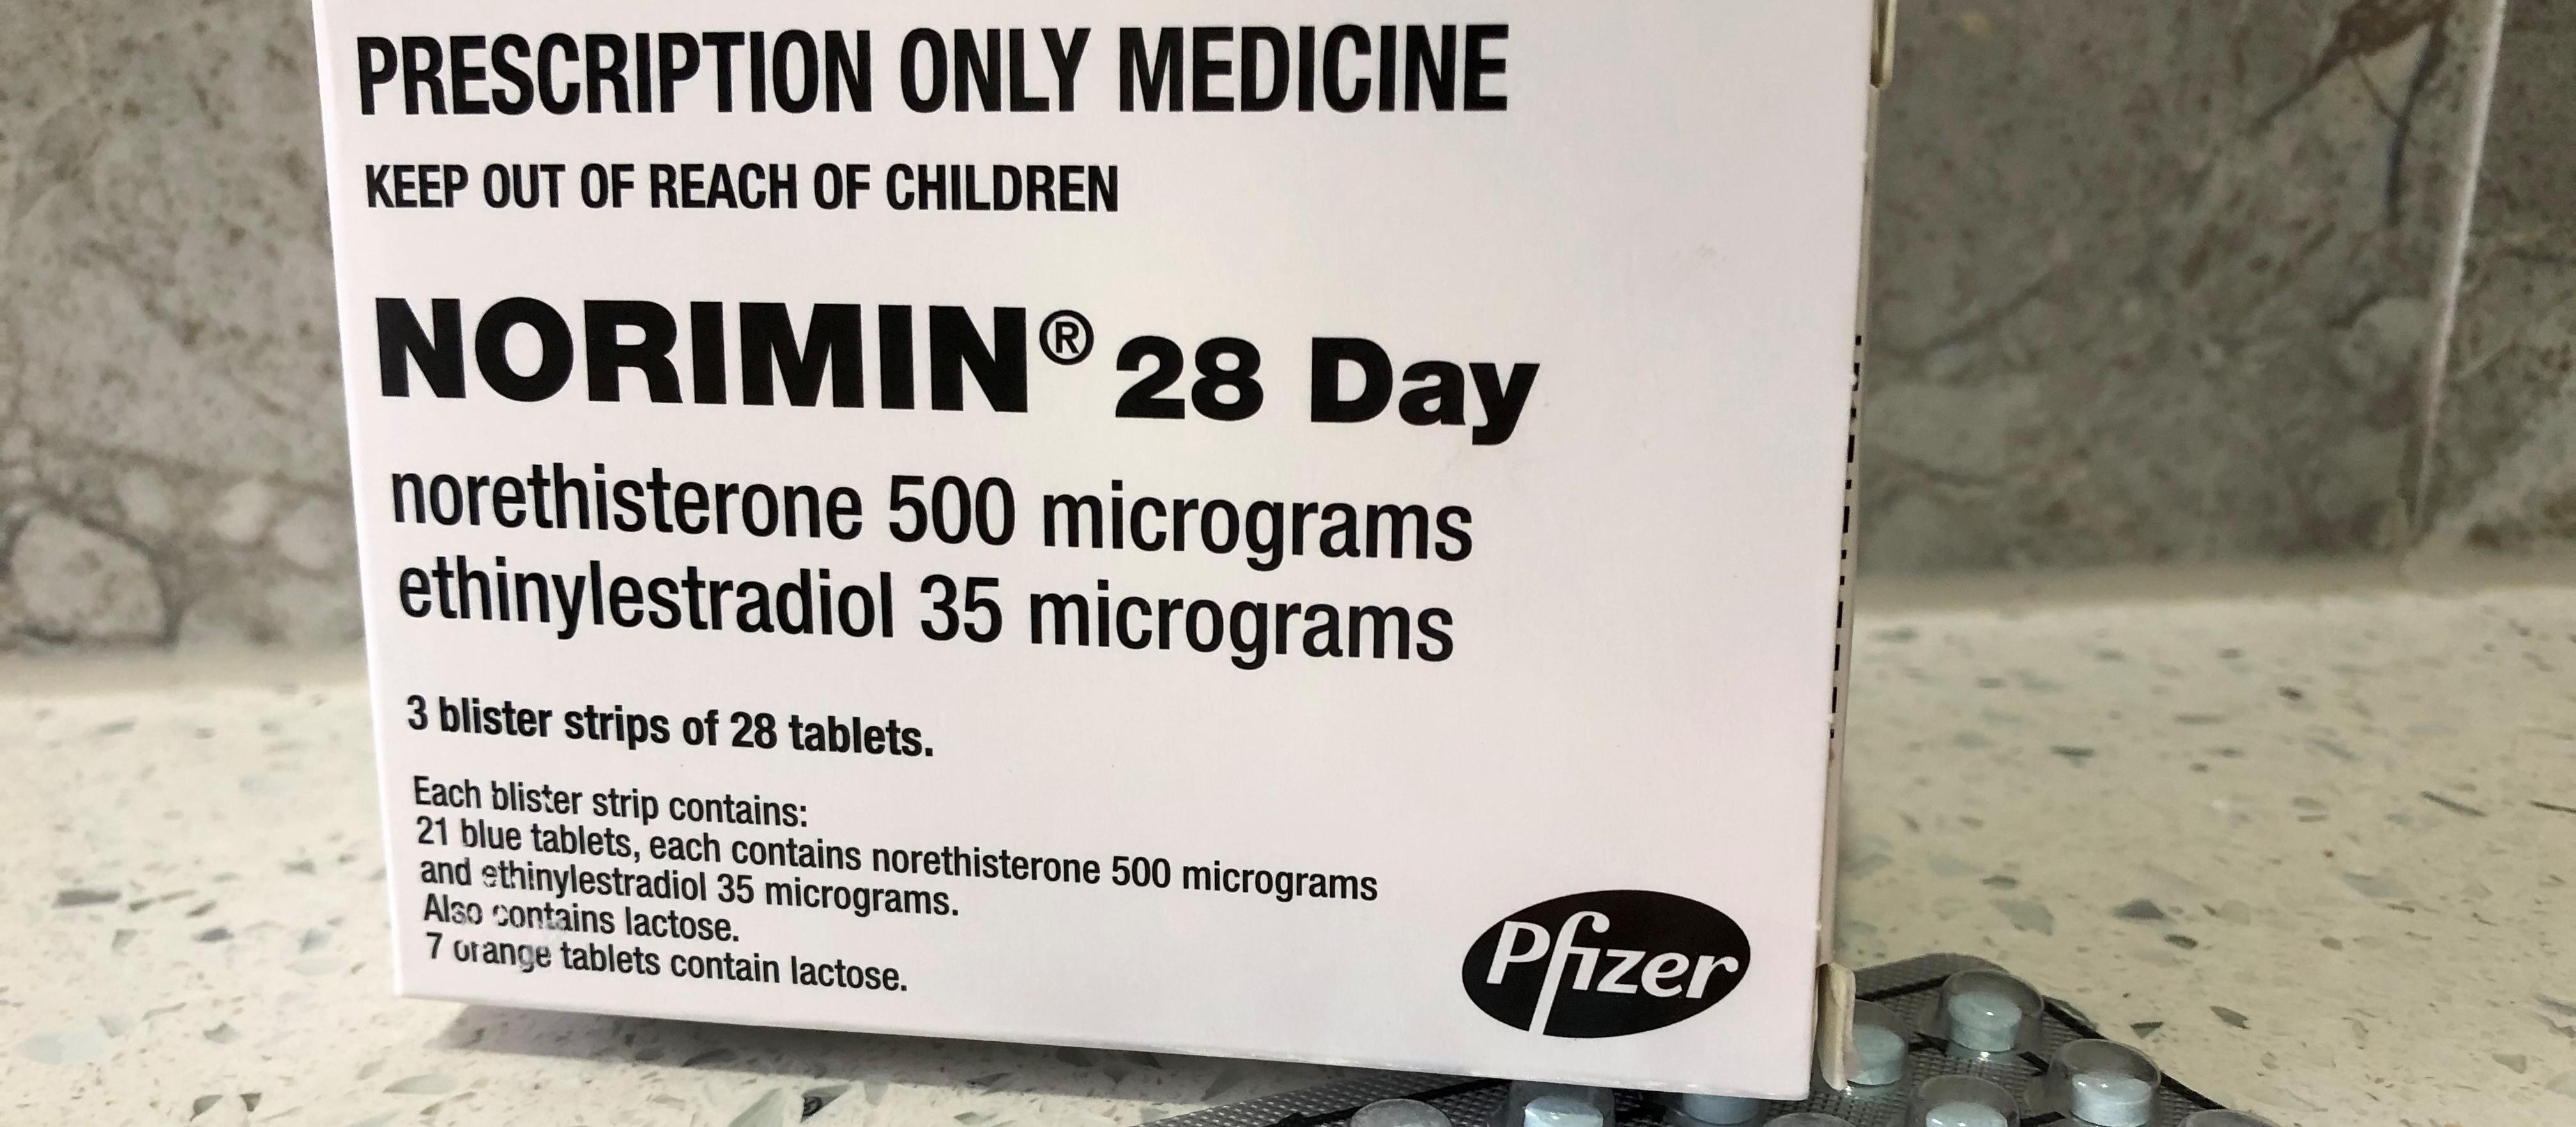 PRESCRIPTION ONLY MEDICINE
KEEP OUT OF REACH OF CHILDREN
NORIMIN® 28 Day
norethisterone 500 micrograms
ethinylestradiol 35 micrograms
3 blister strips of 28 tablets.
Each blister strip contains:
21 blue tablets, each contains norethisterone 500 micrograms
and ethinylestradiol 35 micrograms.
Also contains lactose.
7 orange tablets contain lactose.
Pfizer